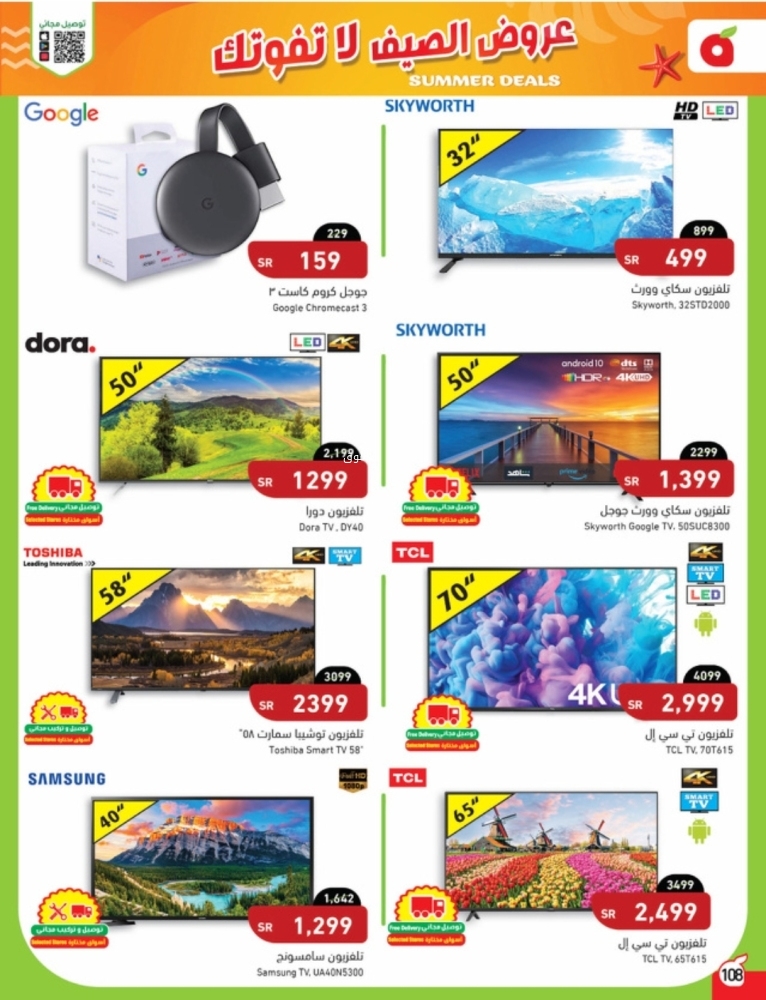 توصيل مجاني
عروض الصيف لا تفوتك
SUMMER DEALS
Google
G
229
SR 159
جوجل كروم كاست ٣
Google Chromecast 3
SKYWORTH
HD TV LED
32"
899
SR 499
تلفزيون سكاي وورث
Skyworth, 32STD2000
dora.
LED 4K
50"
2,199
SR 1299
Free Delivery توصيل مجاني
Selected Stores أسواق مختارة
تلفزيون دورا
Dora TV , DY40
SKYWORTH
50"
android 10 dts
HDR 4K UHD
prime video
2299
SR 1,399
Free Delivery توصيل مجاني
Selected Stores أسواق مختارة
تلفزيون سكاي وورث جوجل
Skyworth Google TV, 50SUC8300
TOSHIBA
Leading Innovation >>>
4K SMART TV
58"
3099
SR 2399
توصيل و تركيب مجاني
Selected Stores أسواق مختارة
تلفزيون توشيبا سمارت ٥٨"
Toshiba Smart TV 58"
TCL
4K
SMART TV
LED
70"
4K U
4099
SR 2,999
Free Delivery توصيل مجاني
Selected Stores أسواق مختارة
تلفزيون تي سي إل
TCL TV, 70T615
SAMSUNG
Full HD 1080p
40"
1,642
SR 1,299
توصيل و تركيب مجاني
Selected Stores أسواق مختارة
تلفزيون سامسونج
Samsung TV, UA40N5300
TCL
4K
SMART TV
65"
3499
SR 2,499
Free Delivery توصيل مجاني
Selected Stores أسواق مختارة
تلفزيون تي سي إل
TCL TV, 65T615
108